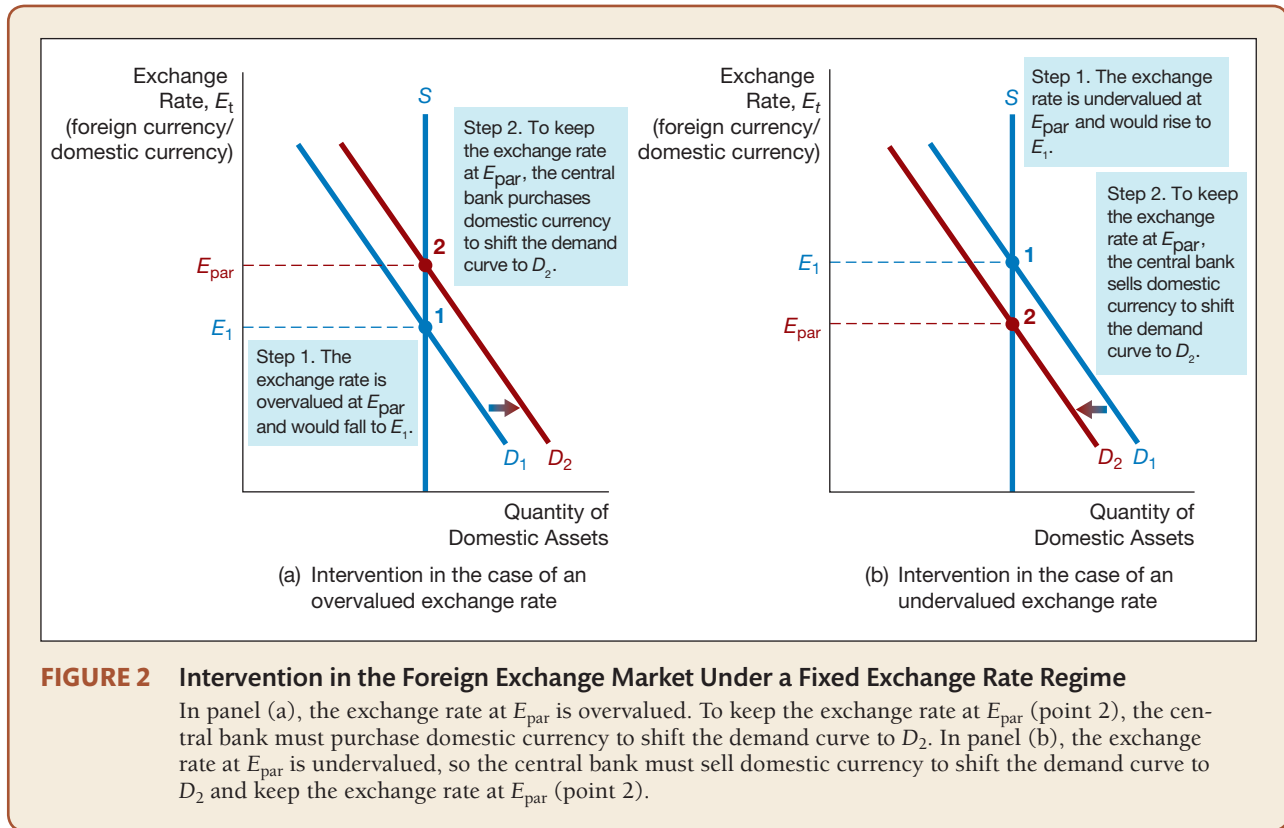 Exchange
Rate, Et
(foreign currency/
domestic currency)
S
Step 2. To keep
the exchange rate
at Epar, the central
bank purchases
domestic currency
to shift the demand
curve to D2.
2
Epar
1
E1
Step 1. The
exchange rate is
overvalued at Epar
and would fall to E1.
D1
D2
Quantity of
Domestic Assets
(a) Intervention in the case of an
overvalued exchange rate
Exchange
Rate, Et
(foreign currency/
domestic currency)
S
Step 1. The exchange
rate is undervalued at
Epar and would rise to
E1.
Step 2. To keep
the exchange
rate at Epar,
the central bank
sells domestic
currency to shift
the demand
curve to D2.
1
E1
2
Epar
D2
D1
Quantity of
Domestic Assets
(b) Intervention in the case of an
undervalued exchange rate
FIGURE 2 Intervention in the Foreign Exchange Market Under a Fixed Exchange Rate Regime
In panel (a), the exchange rate at Epar is overvalued. To keep the exchange rate at Epar (point 2), the cen-
tral bank must purchase domestic currency to shift the demand curve to D2. In panel (b), the exchange
rate at Epar is undervalued, so the central bank must sell domestic currency to shift the demand curve to
D2 and keep the exchange rate at Epar (point 2).